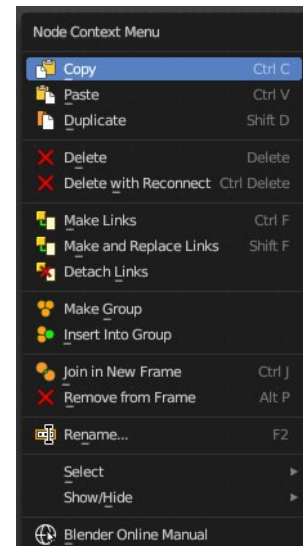 Node Context Menu
Copy Ctrl C
Paste Ctrl V
Duplicate Shift D
Delete Delete
Delete with Reconnect Ctrl Delete
Make Links Ctrl F
Make and Replace Links Shift F
Detach Links
Make Group
Insert Into Group
Join in New Frame Ctrl J
Remove from Frame Alt P
Rename... F2
Select
Show/Hide
Blender Online Manual